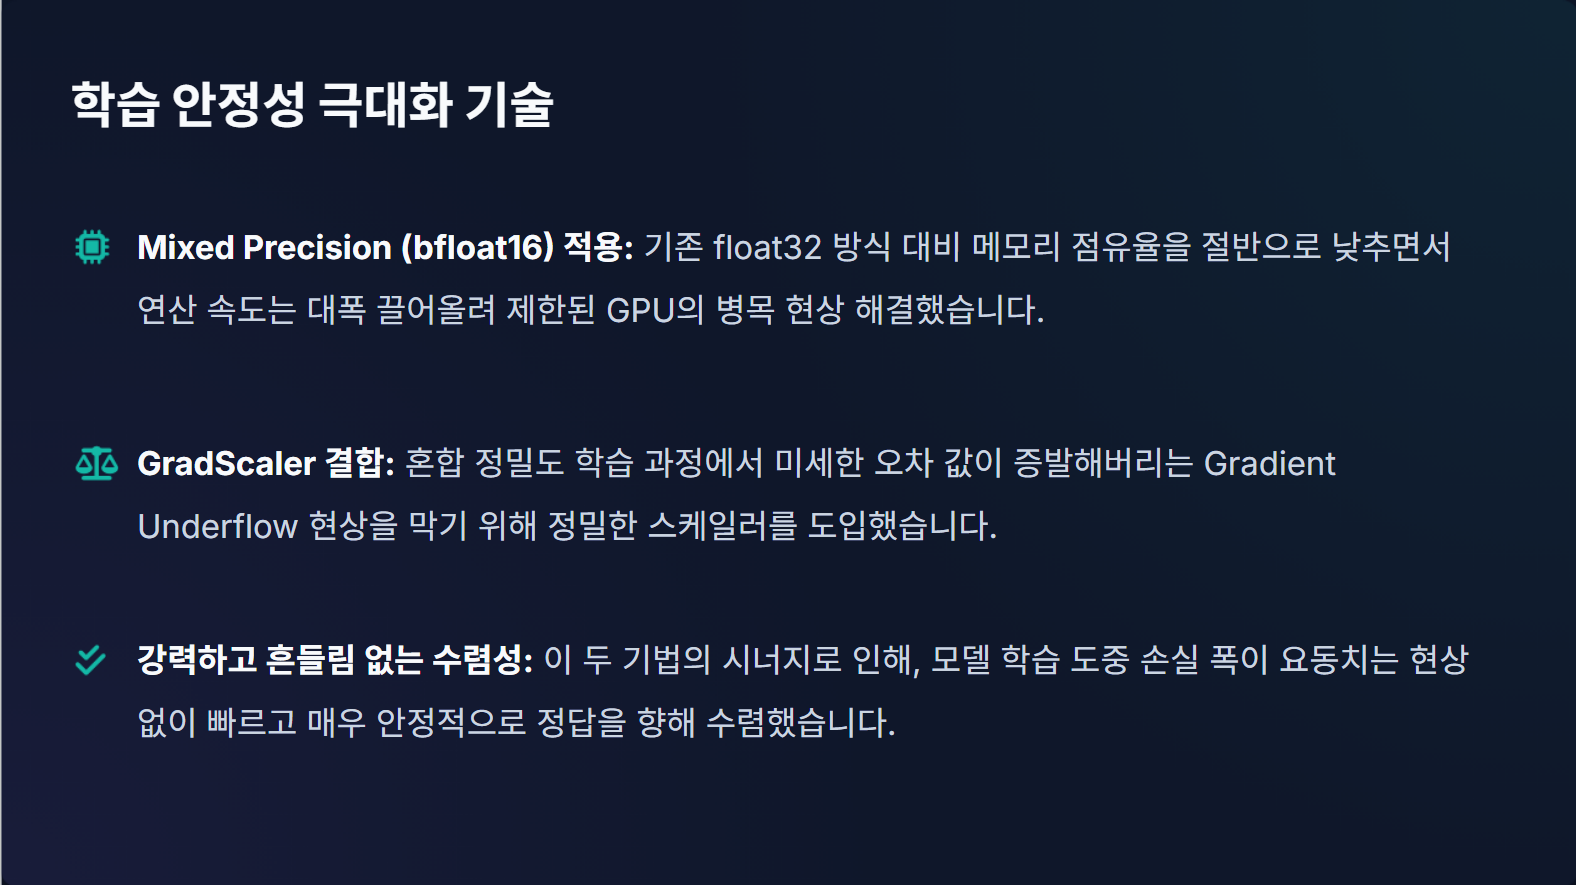 학습 안정성 극대화 기술
Mixed Precision (bfloat16) 적용: 기존 float32 방식 대비 메모리 점유율을 절반으로 낮추면서
연산 속도는 대폭 끌어올려 제한된 GPU의 병목 현상 해결했습니다.
GradScaler 결합: 혼합 정밀도 학습 과정에서 미세한 오차 값이 증발해버리는 Gradient
Underflow 현상을 막기 위해 정밀한 스케일러를 도입했습니다.
강력하고 흔들림 없는 수렴성: 이 두 기법의 시너지로 인해, 모델 학습 도중 손실 폭이 요동치는 현상
없이 빠르고 매우 안정적으로 정답을 향해 수렴했습니다.